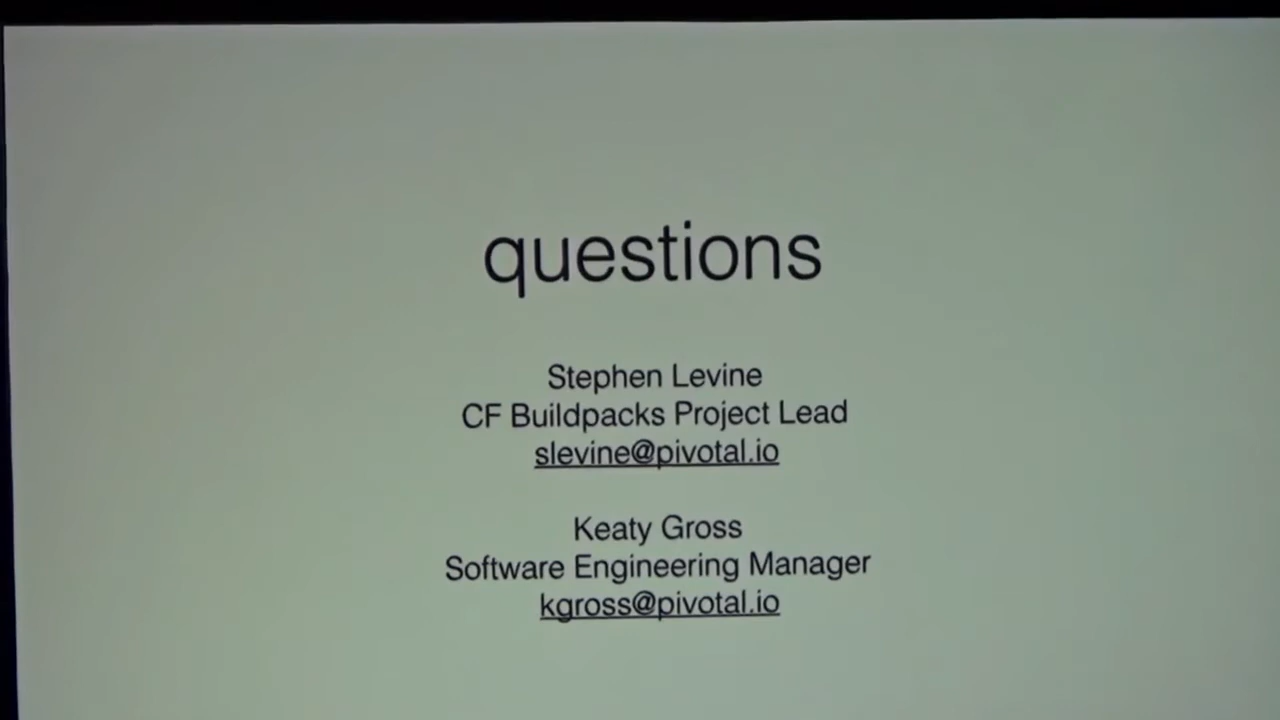 questions
Stephen Levine
CF Buildpacks Project Lead
slevine@pivotal.io
Keaty Gross
Software Engineering Manager
kgross@pivotal.io